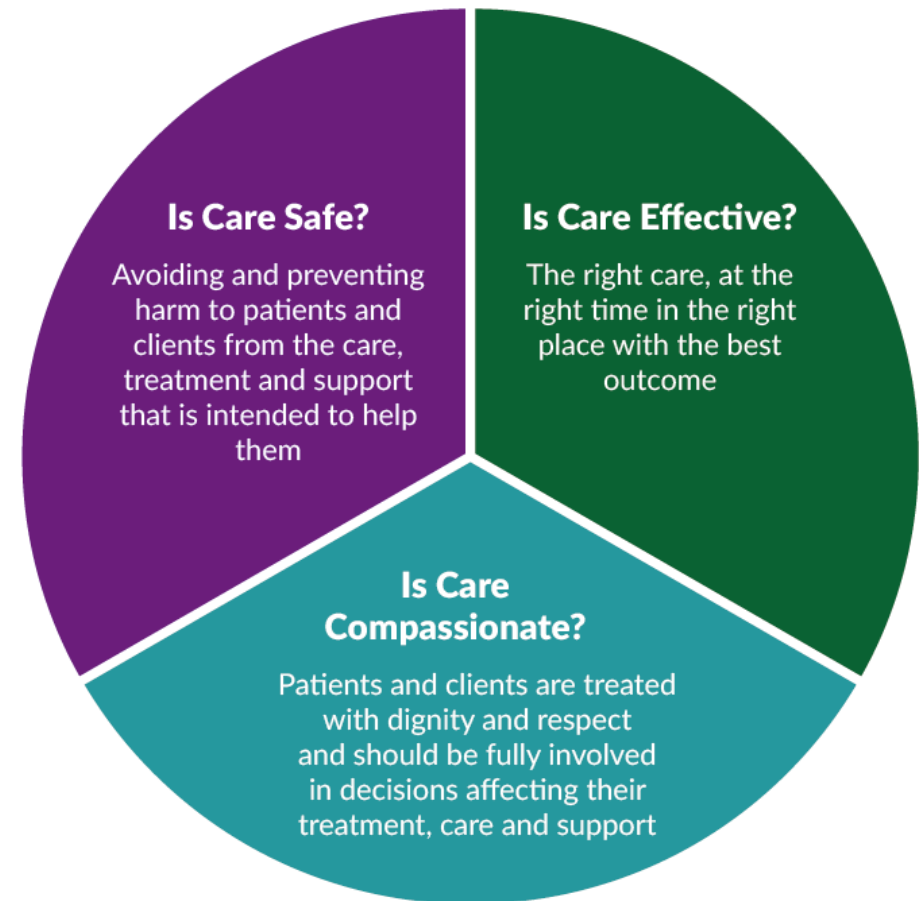 Is Care Safe?
Avoiding and preventing
harm to patients and
clients from the care,
treatment and support
that is intended to help
them
Is Care Effective?
The right care, at the
right time in the right
place with the best
outcome
Is Care
Compassionate?
Patients and clients are treated
with dignity and respect
and should be fully involved
in decisions affecting their
treatment, care and support